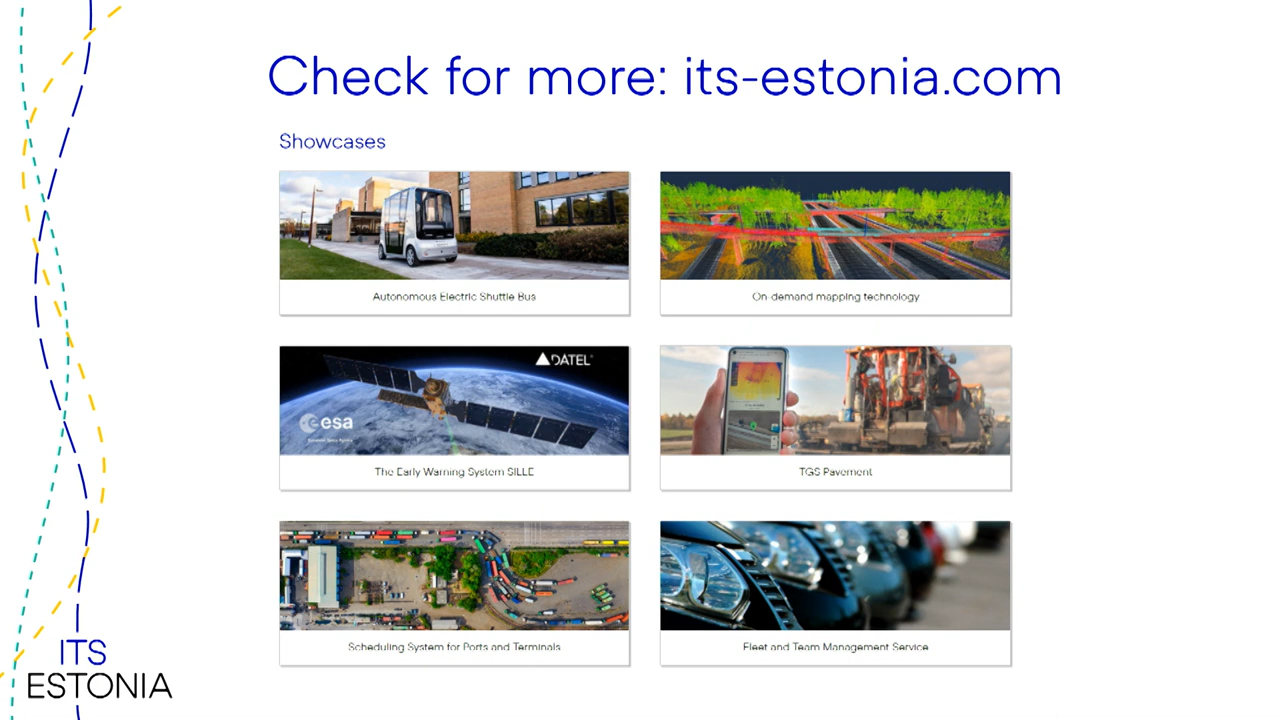 Check for more: its-estonia.com
Showcases
Autonomous Electric Shuttle Bus
On-demand mapping technology
DATEL
esa
The Early Warning System SILLE
TGS Pavement
Scheduling System for Ports and Terminals
Fleet and Team Management Service
ITS
ESTONIA